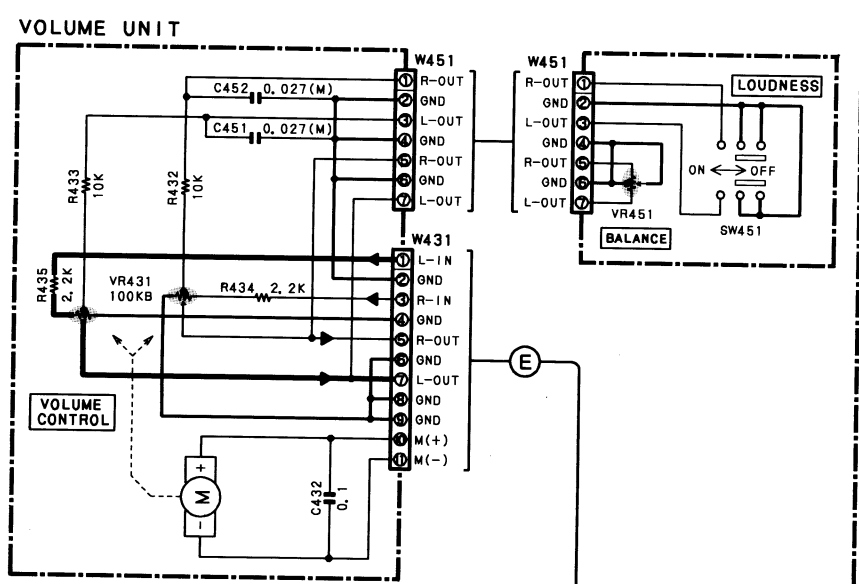 VOLUME UNIT
W451
① R-OUT
② GND
③ L-OUT
④ GND
⑤ R-OUT
⑥ GND
⑦ L-OUT
C452 0.027(M)
C451 0.027(M)
R433
10K
R432
10K
W431
① L-IN
② GND
③ R-IN
④ GND
⑤ R-OUT
⑥ GND
⑦ L-OUT
⑧ GND
⑨ GND
⑩ M(+)
⑪ M(-)
R435
2.2K
VR431
100KB
R434 2.2K
VOLUME
CONTROL
+
M
-
C432
0.1
E
W451
R-OUT ①
GND ②
L-OUT ③
GND ④
R-OUT ⑤
GND ⑥
L-OUT ⑦
VR451
BALANCE
LOUDNESS
ON OFF
SW451